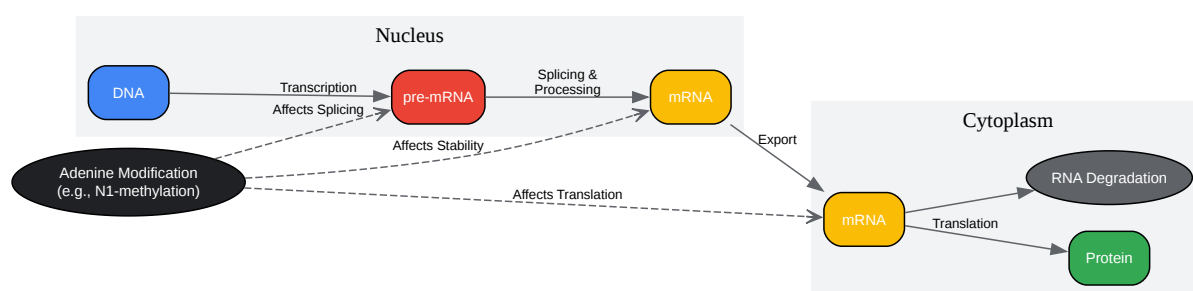 Nucleus
DNA
Transcription
pre-mRNA
Splicing &
Processing
mRNA
Affects Splicing
Adenine Modification
(e.g., N1-methylation)
Affects Stability
Affects Translation
Export
Cytoplasm
mRNA
RNA Degradation
Translation
Protein